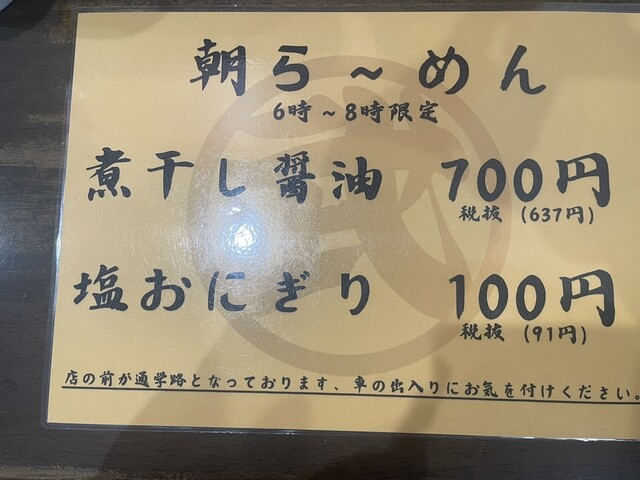 朝ら～めん
6時～8時限定
煮干し醤油 700円
税抜 (637円)
塩おにぎり 100円
税抜 (91円)
店の前が通学路となっております、車の出入りにお気を付けください。